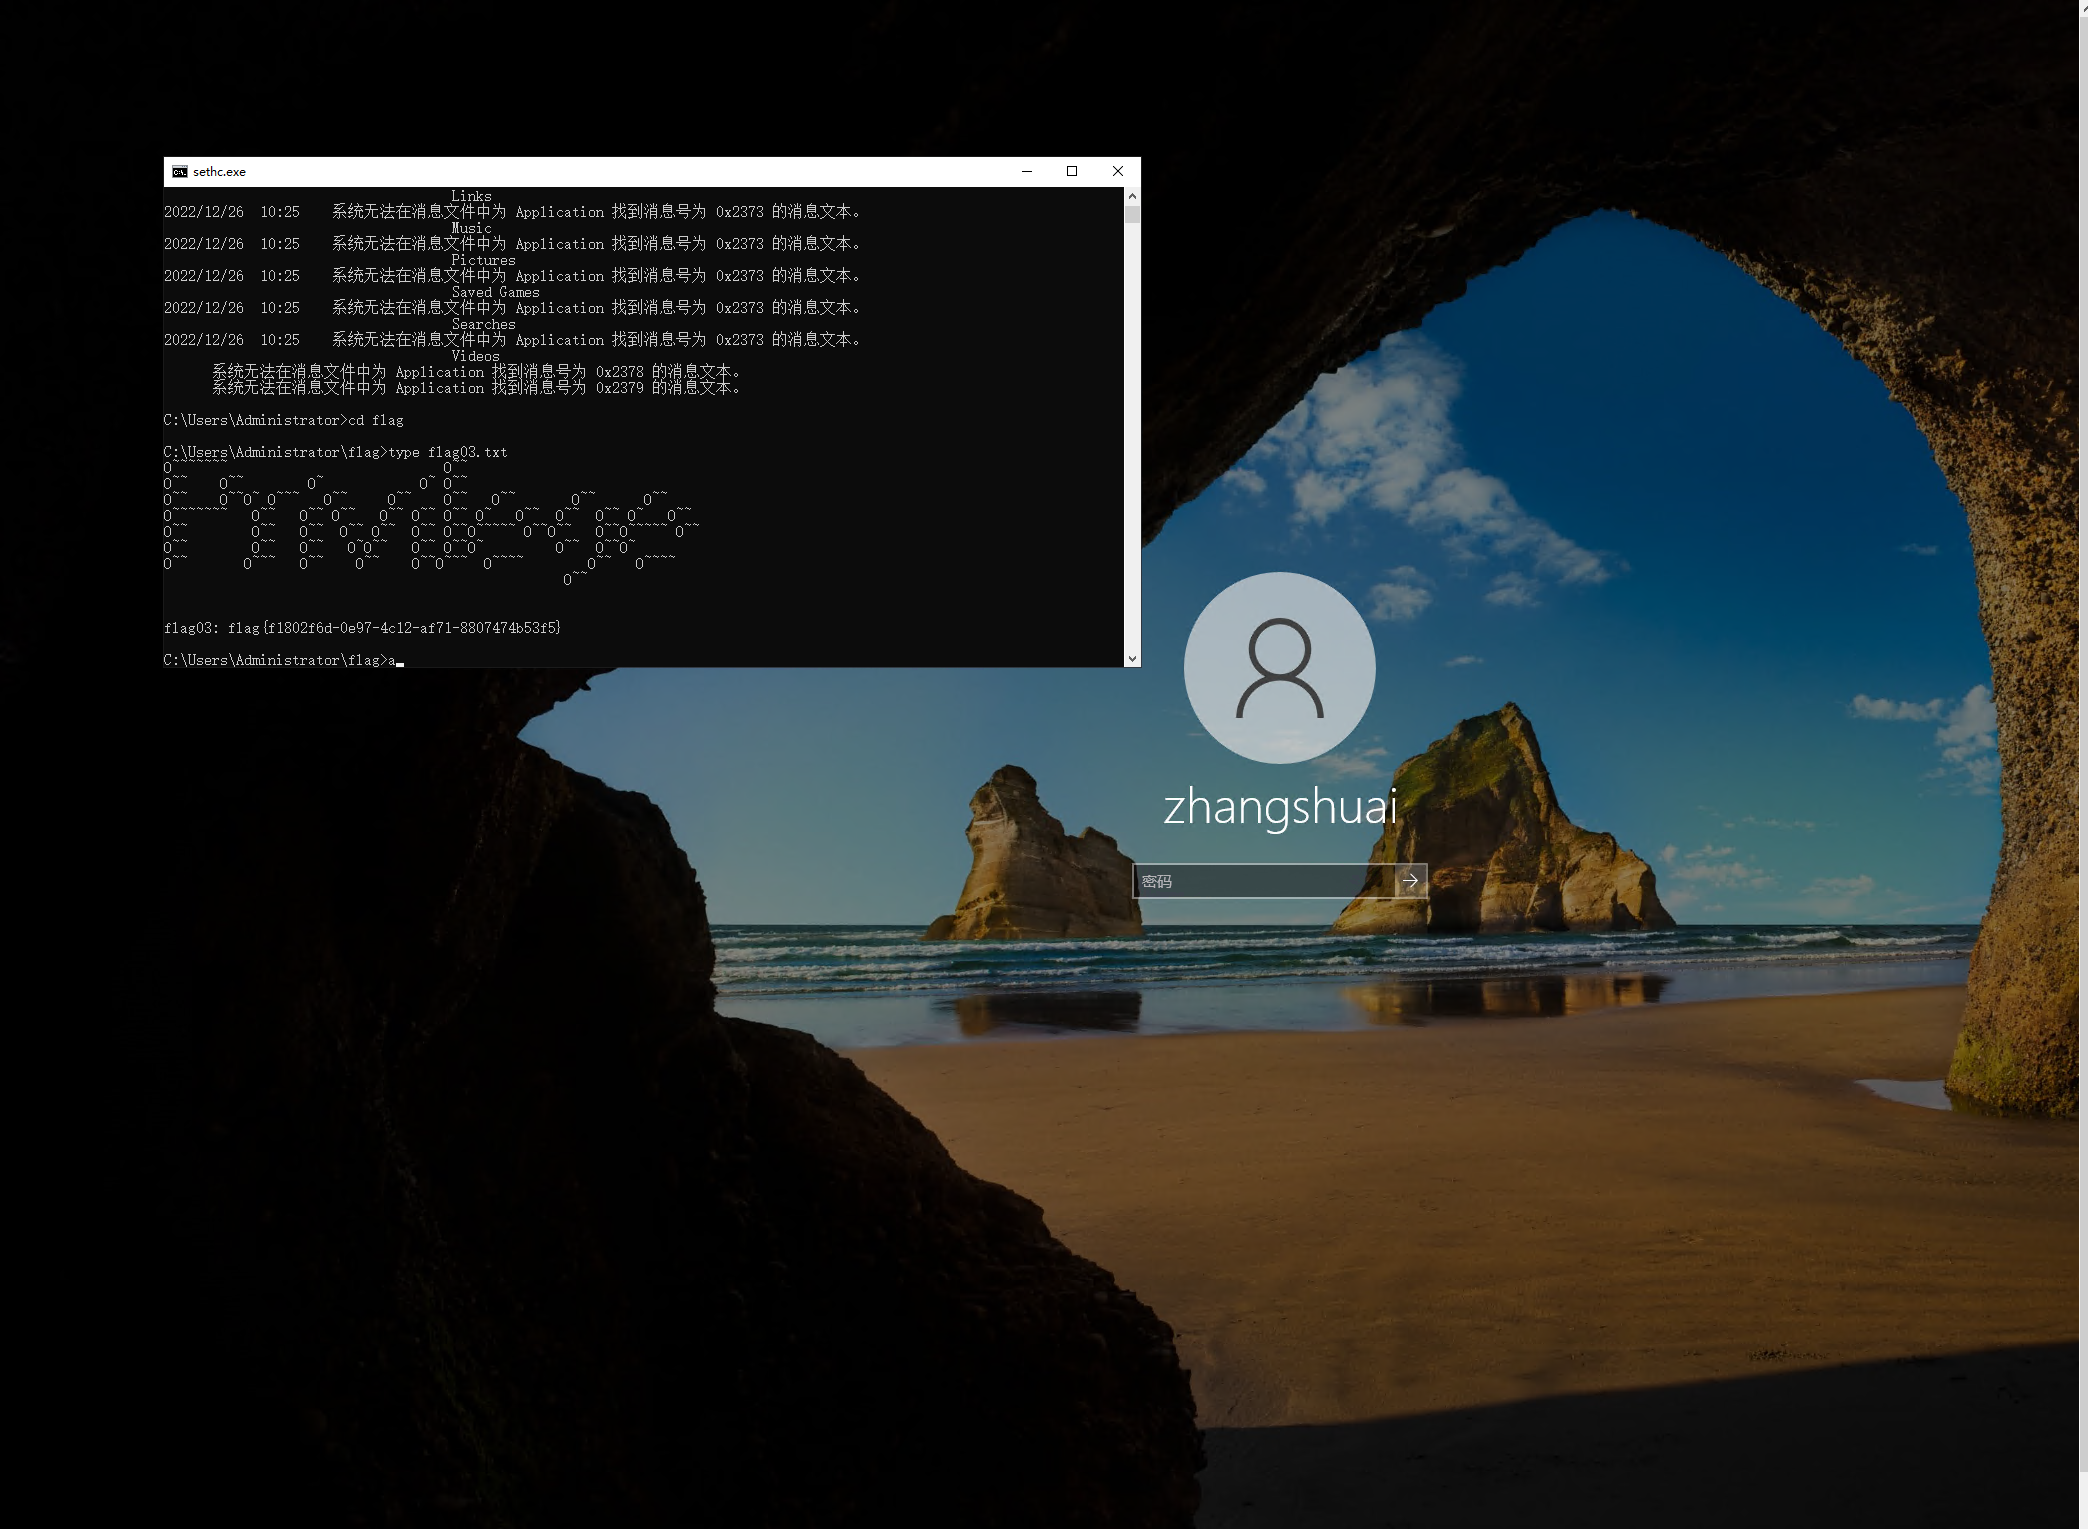 sethc.exe
Links
2022/12/26  10:25    系统无法在消息文件中为 Application 找到消息号为 0x2373 的消息文本。
Music
2022/12/26  10:25    系统无法在消息文件中为 Application 找到消息号为 0x2373 的消息文本。
Pictures
2022/12/26  10:25    系统无法在消息文件中为 Application 找到消息号为 0x2373 的消息文本。
Saved Games
2022/12/26  10:25    系统无法在消息文件中为 Application 找到消息号为 0x2373 的消息文本。
Searches
2022/12/26  10:25    系统无法在消息文件中为 Application 找到消息号为 0x2373 的消息文本。
Videos
系统无法在消息文件中为 Application 找到消息号为 0x2378 的消息文本。
系统无法在消息文件中为 Application 找到消息号为 0x2379 的消息文本。
C:\Users\Administrator>cd flag
C:\Users\Administrator\flag>type flag03.txt
flag03: flag{f1802f6d-0e97-4c12-af71-8807474b53f5}
C:\Users\Administrator\flag>a
zhangshuai
密码